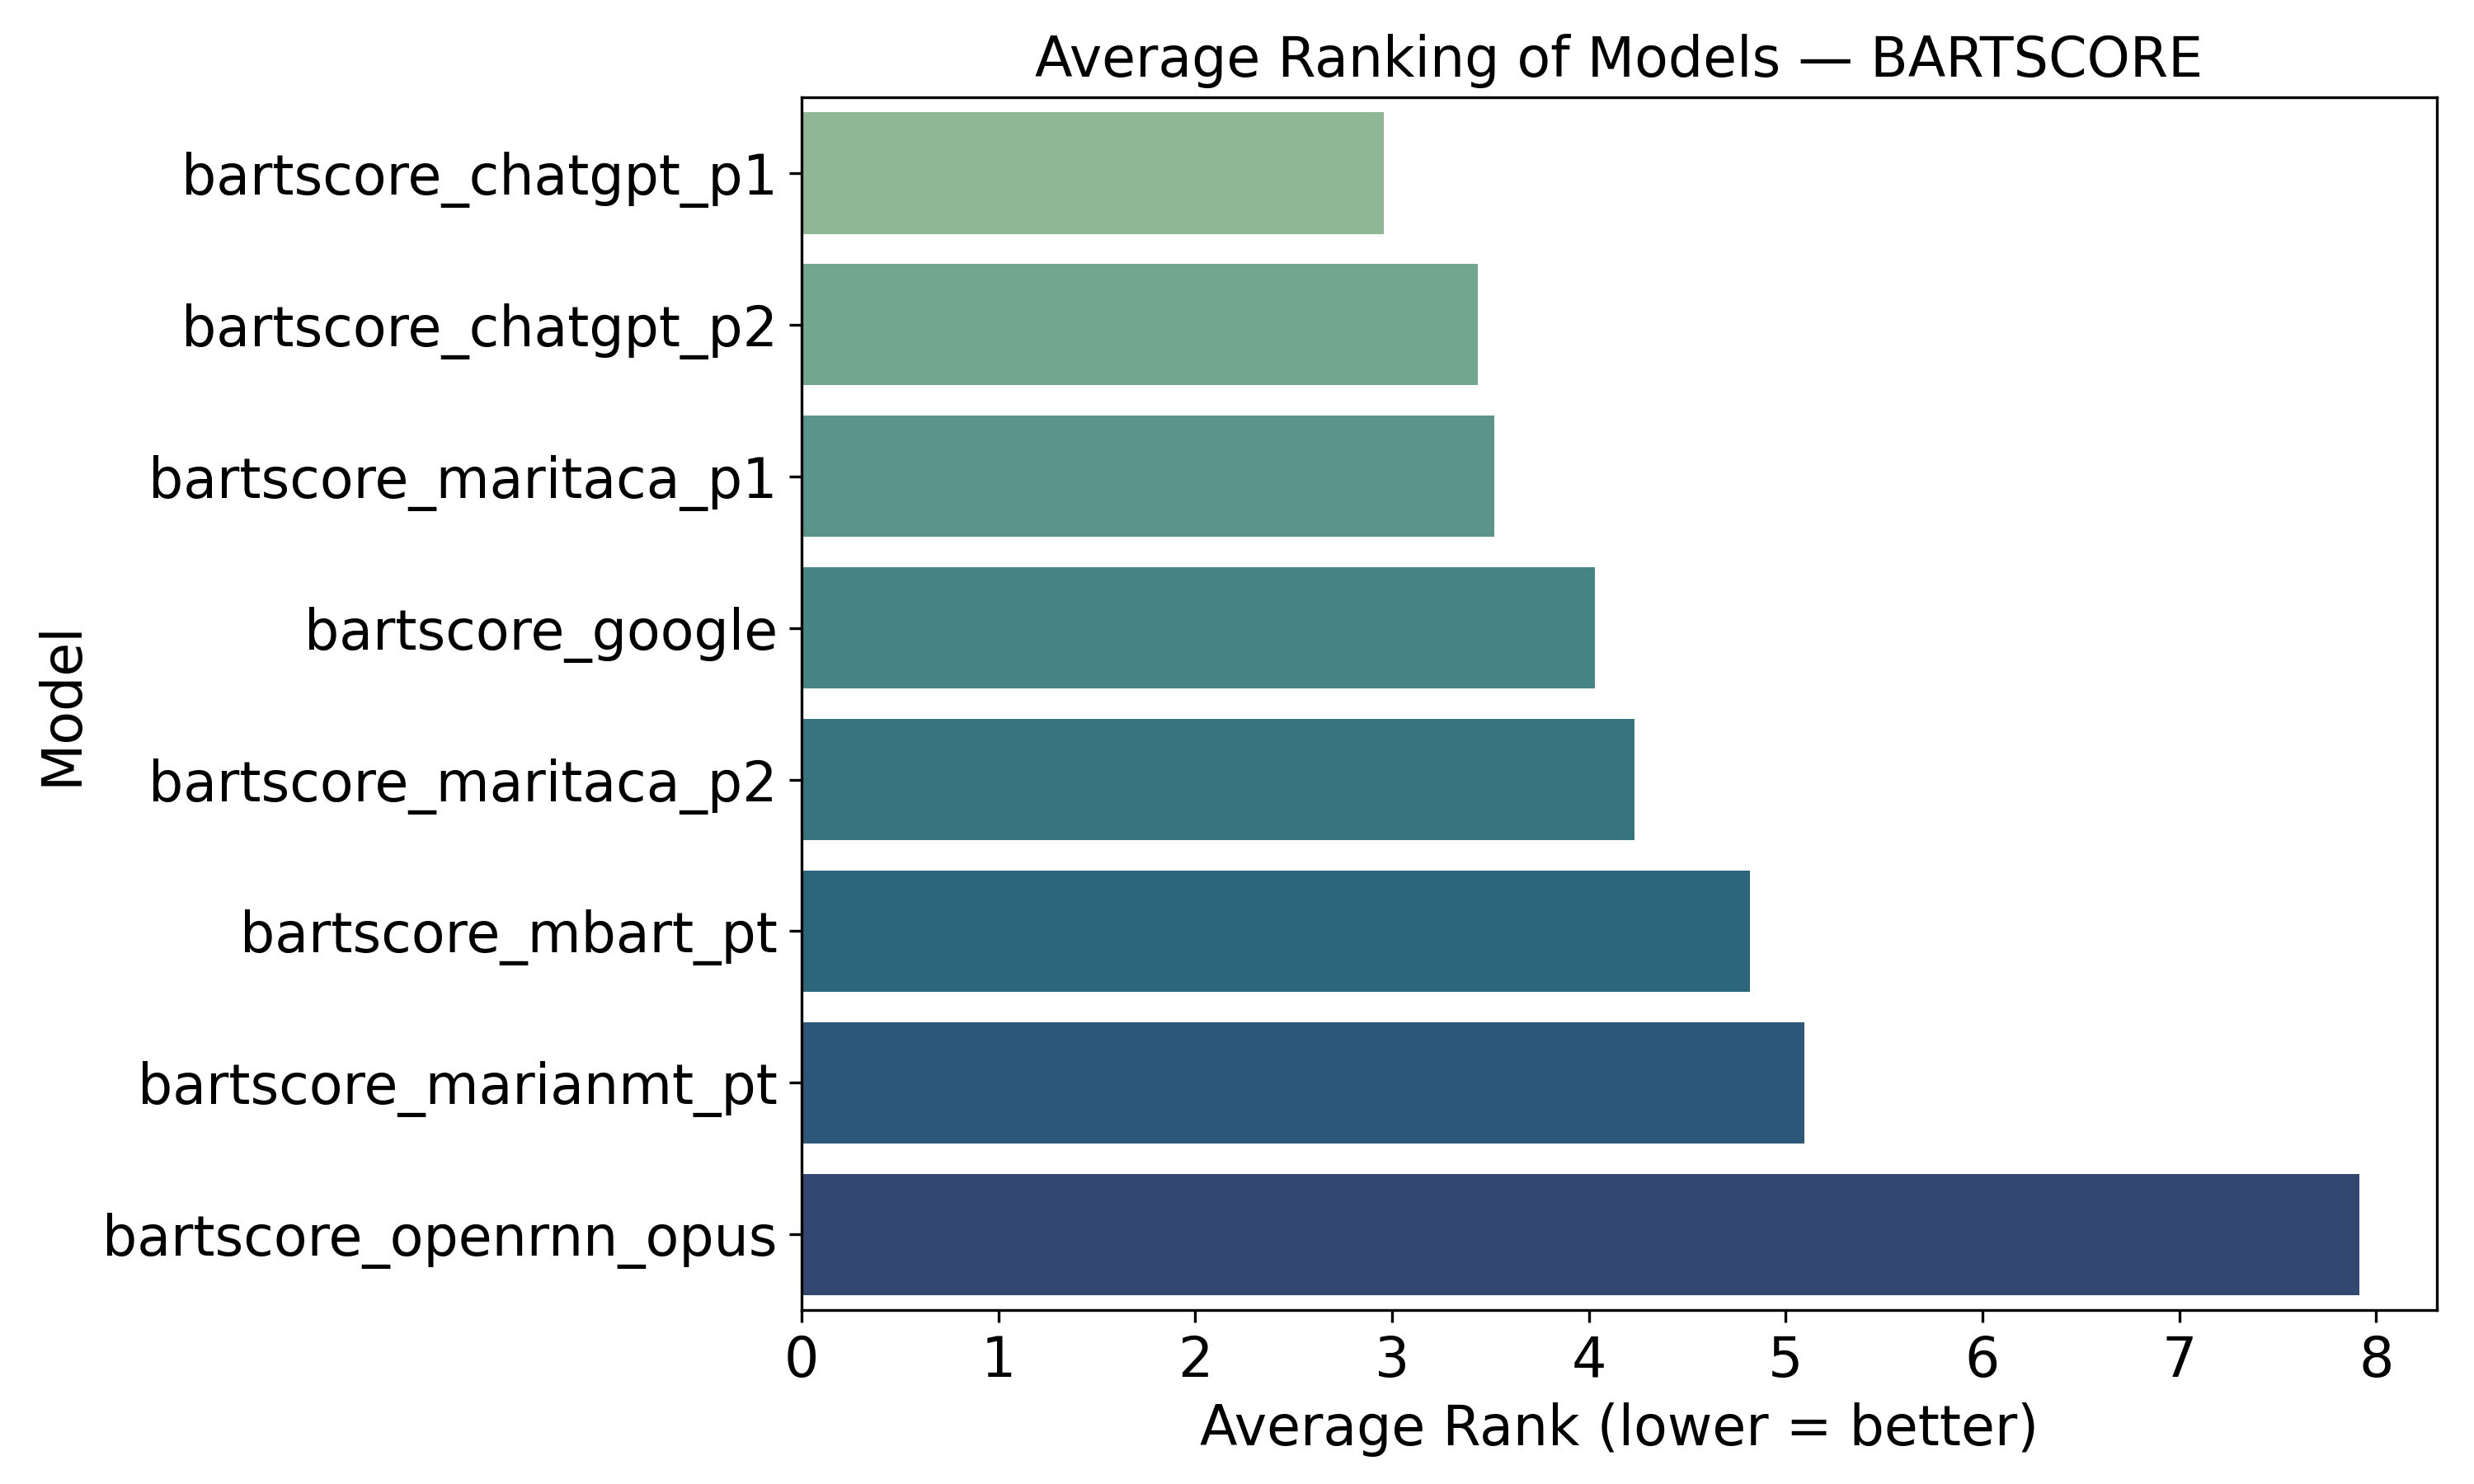 Average Ranking of Models — BARTSCORE
bartscore_chatgpt_p1
bartscore_chatgpt_p2
bartscore_maritaca_p1
bartscore_google
bartscore_maritaca_p2
bartscore_mbart_pt
bartscore_marianmt_pt
bartscore_openrnn_opus
Model
0 1 2 3 4 5 6 7 8
Average Rank (lower = better)